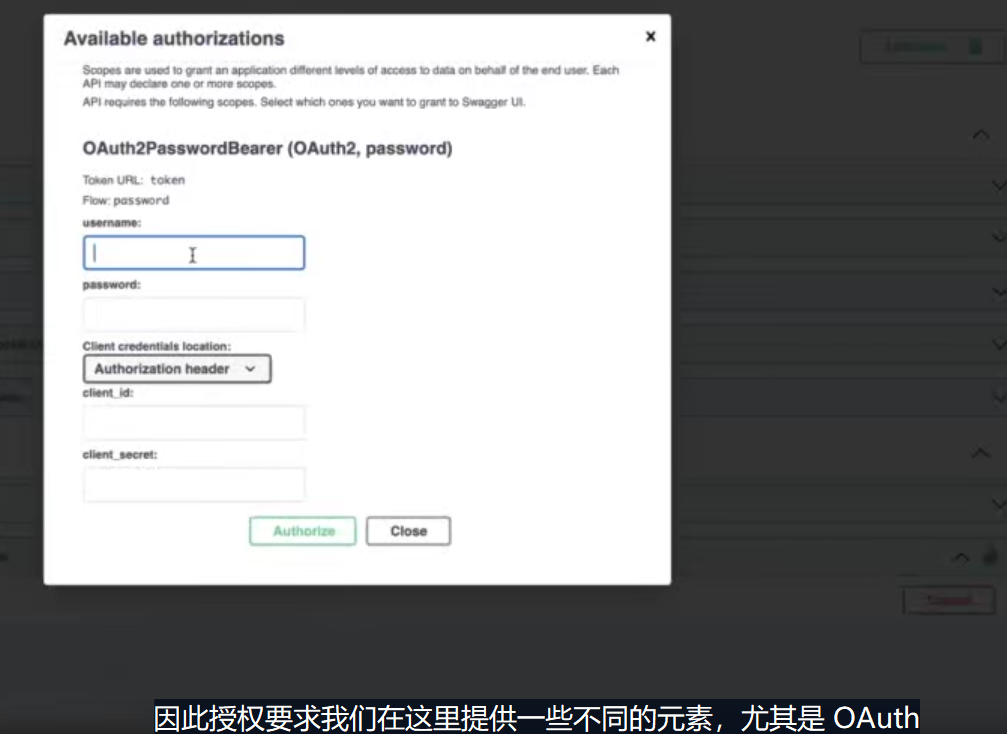 Available authorizations
x
Scopes are used to grant an application different levels of access to data on behalf of the end user. Each
API may declare one or more scopes.
API requires the following scopes. Select which ones you want to grant to Swagger UI.
OAuth2PasswordBearer (OAuth2, password)
Token URL: token
Flow: password
username:
password:
Client credentials location:
Authorization header
client_id:
client_secret:
Authorize
Close
因此授权要求我们在这里提供一些不同的元素，尤其是 OAuth